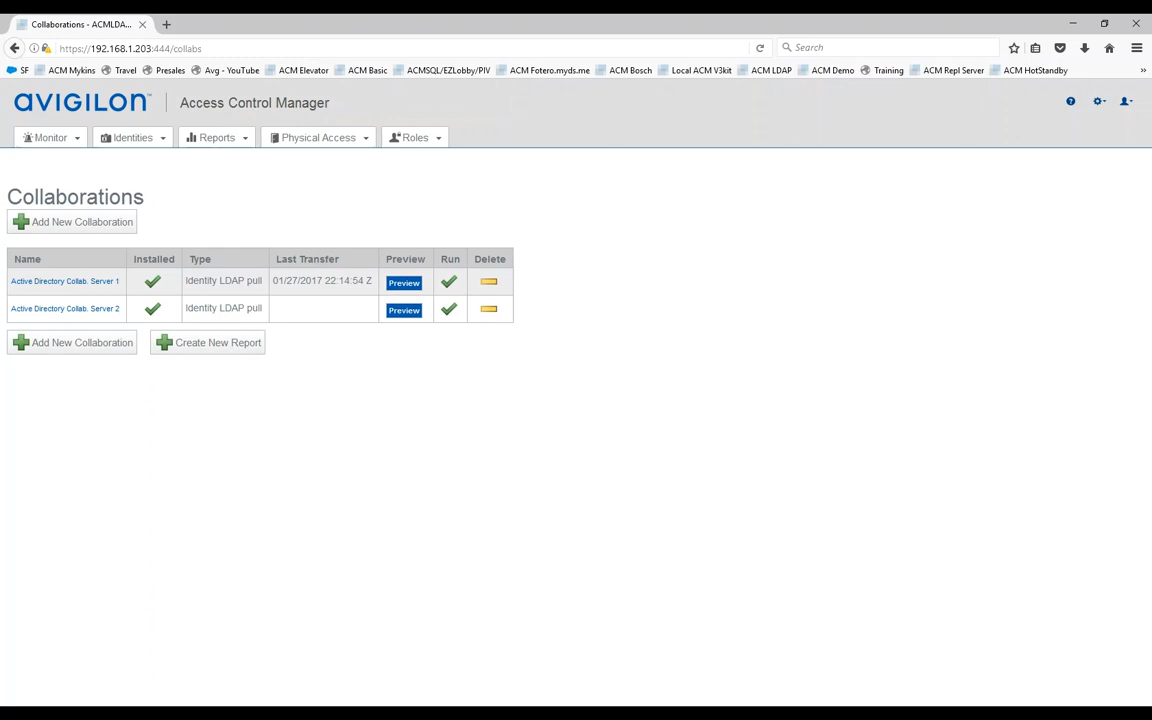 Collaborations - ACMLDA...
https://192.168.1.203:444/collabs
Search
SF ACM Mykins Travel Presales Avg - YouTube ACM Elevator ACM Basic ACMSQL/EZLobby/PIV ACM Fotero.myds.me ACM Bosch Local ACM V3kit ACM LDAP ACM Demo Training ACM Repl Server ACM HotStandby
avigilon™ Access Control Manager
Monitor Identities Reports Physical Access Roles
Collaborations
Add New Collaboration
Name Installed Type Last Transfer Preview Run Delete
Active Directory Collab. Server 1 Identity LDAP pull 01/27/2017 22:14:54 Z Preview
Active Directory Collab. Server 2 Identity LDAP pull Preview
Add New Collaboration Create New Report